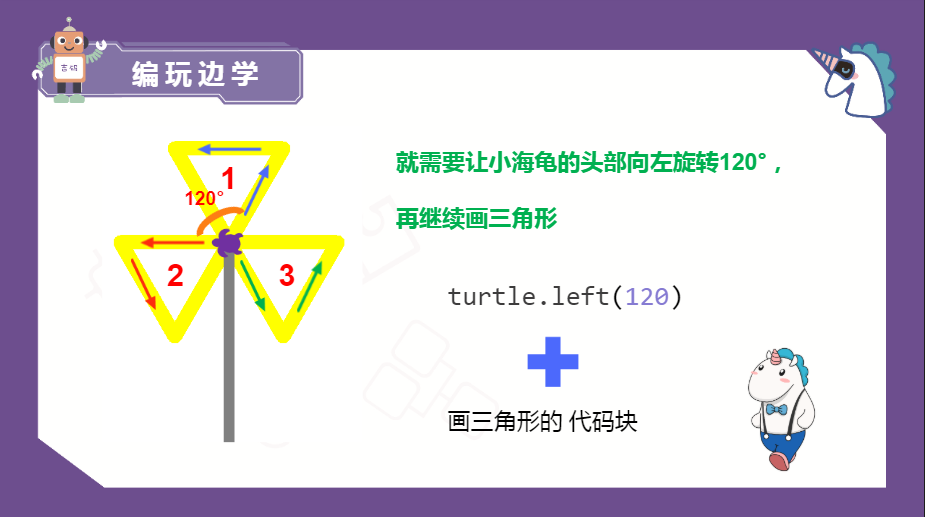 编玩边学
就需要让小海龟的头部向左旋转120°，
再继续画三角形
1
120°
2
3
turtle.left(120)
画三角形的 代码块